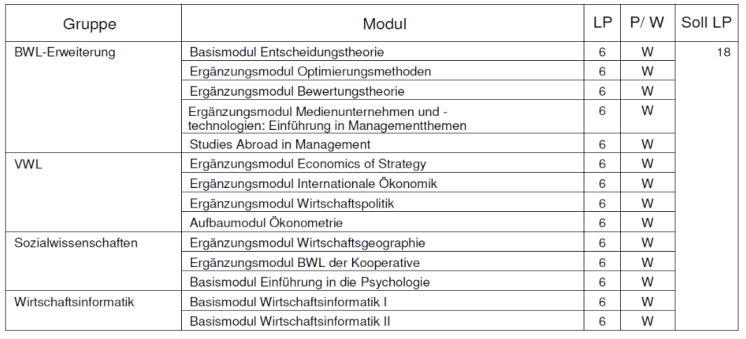 Gruppe Modul LP P/ W Soll LP
BWL-Erweiterung Basismodul Entscheidungstheorie 6 W 18
Ergänzungsmodul Optimierungsmethoden 6 W
Ergänzungsmodul Bewertungstheorie 6 W
Ergänzungsmodul Medienunternehmen und - 6 W
technologien: Einführung in Managementthemen
Studies Abroad in Management 6 W
VWL Ergänzungsmodul Economics of Strategy 6 W
Ergänzungsmodul Internationale Ökonomik 6 W
Ergänzungsmodul Wirtschaftspolitik 6 W
Aufbaumodul Ökonometrie 6 W
Sozialwissenschaften Ergänzungsmodul Wirtschaftsgeographie 6 W
Ergänzungsmodul BWL der Kooperative 6 W
Basismodul Einführung in die Psychologie 6 W
Wirtschaftsinformatik Basismodul Wirtschaftsinformatik I 6 W
Basismodul Wirtschaftsinformatik II 6 W